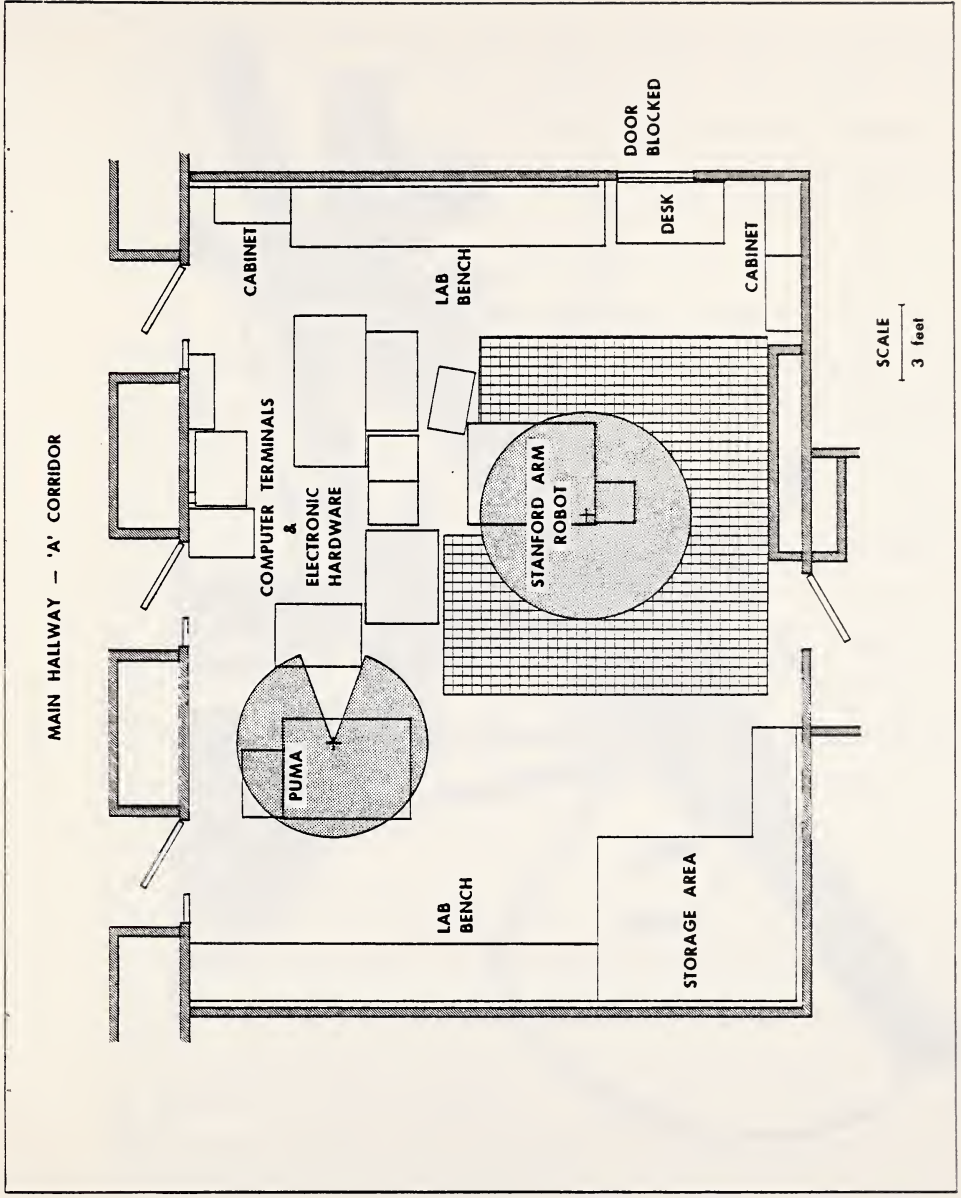 MAIN HALLWAY — 'A' CORRIDOR
CABINET
COMPUTER TERMINALS
&
ELECTRONIC
HARDWARE
PUMA
LAB
BENCH
LAB
BENCH
STANFORD ARM
ROBOT
DOOR
BLOCKED
DESK
STORAGE AREA
CABINET
SCALE
3 feet